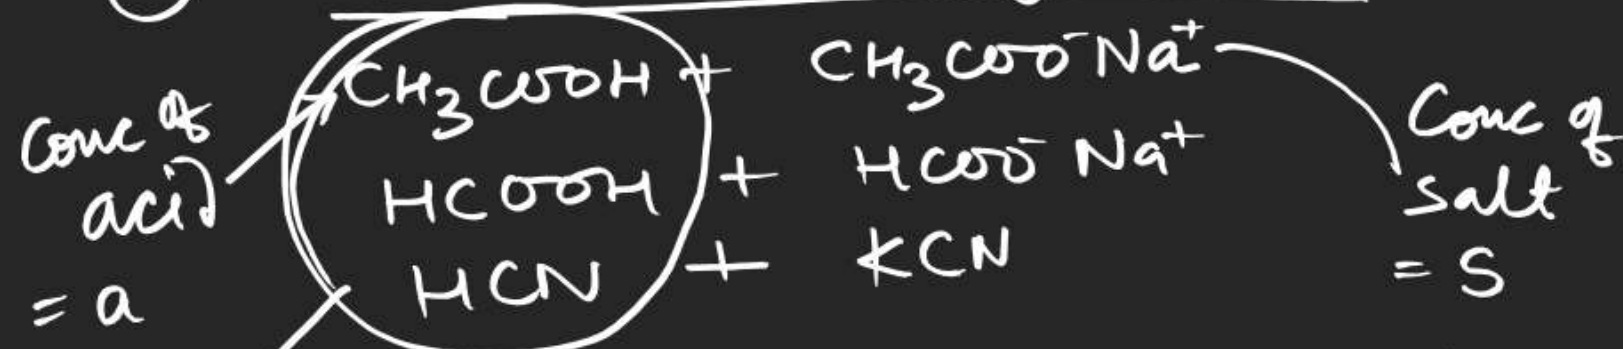 CH₃COOH + CH₃COO⁻Na⁺
HCOOH + HCOO⁻Na⁺
HCN + KCN
Conc of
acid
= a
Conc of
salt
= S